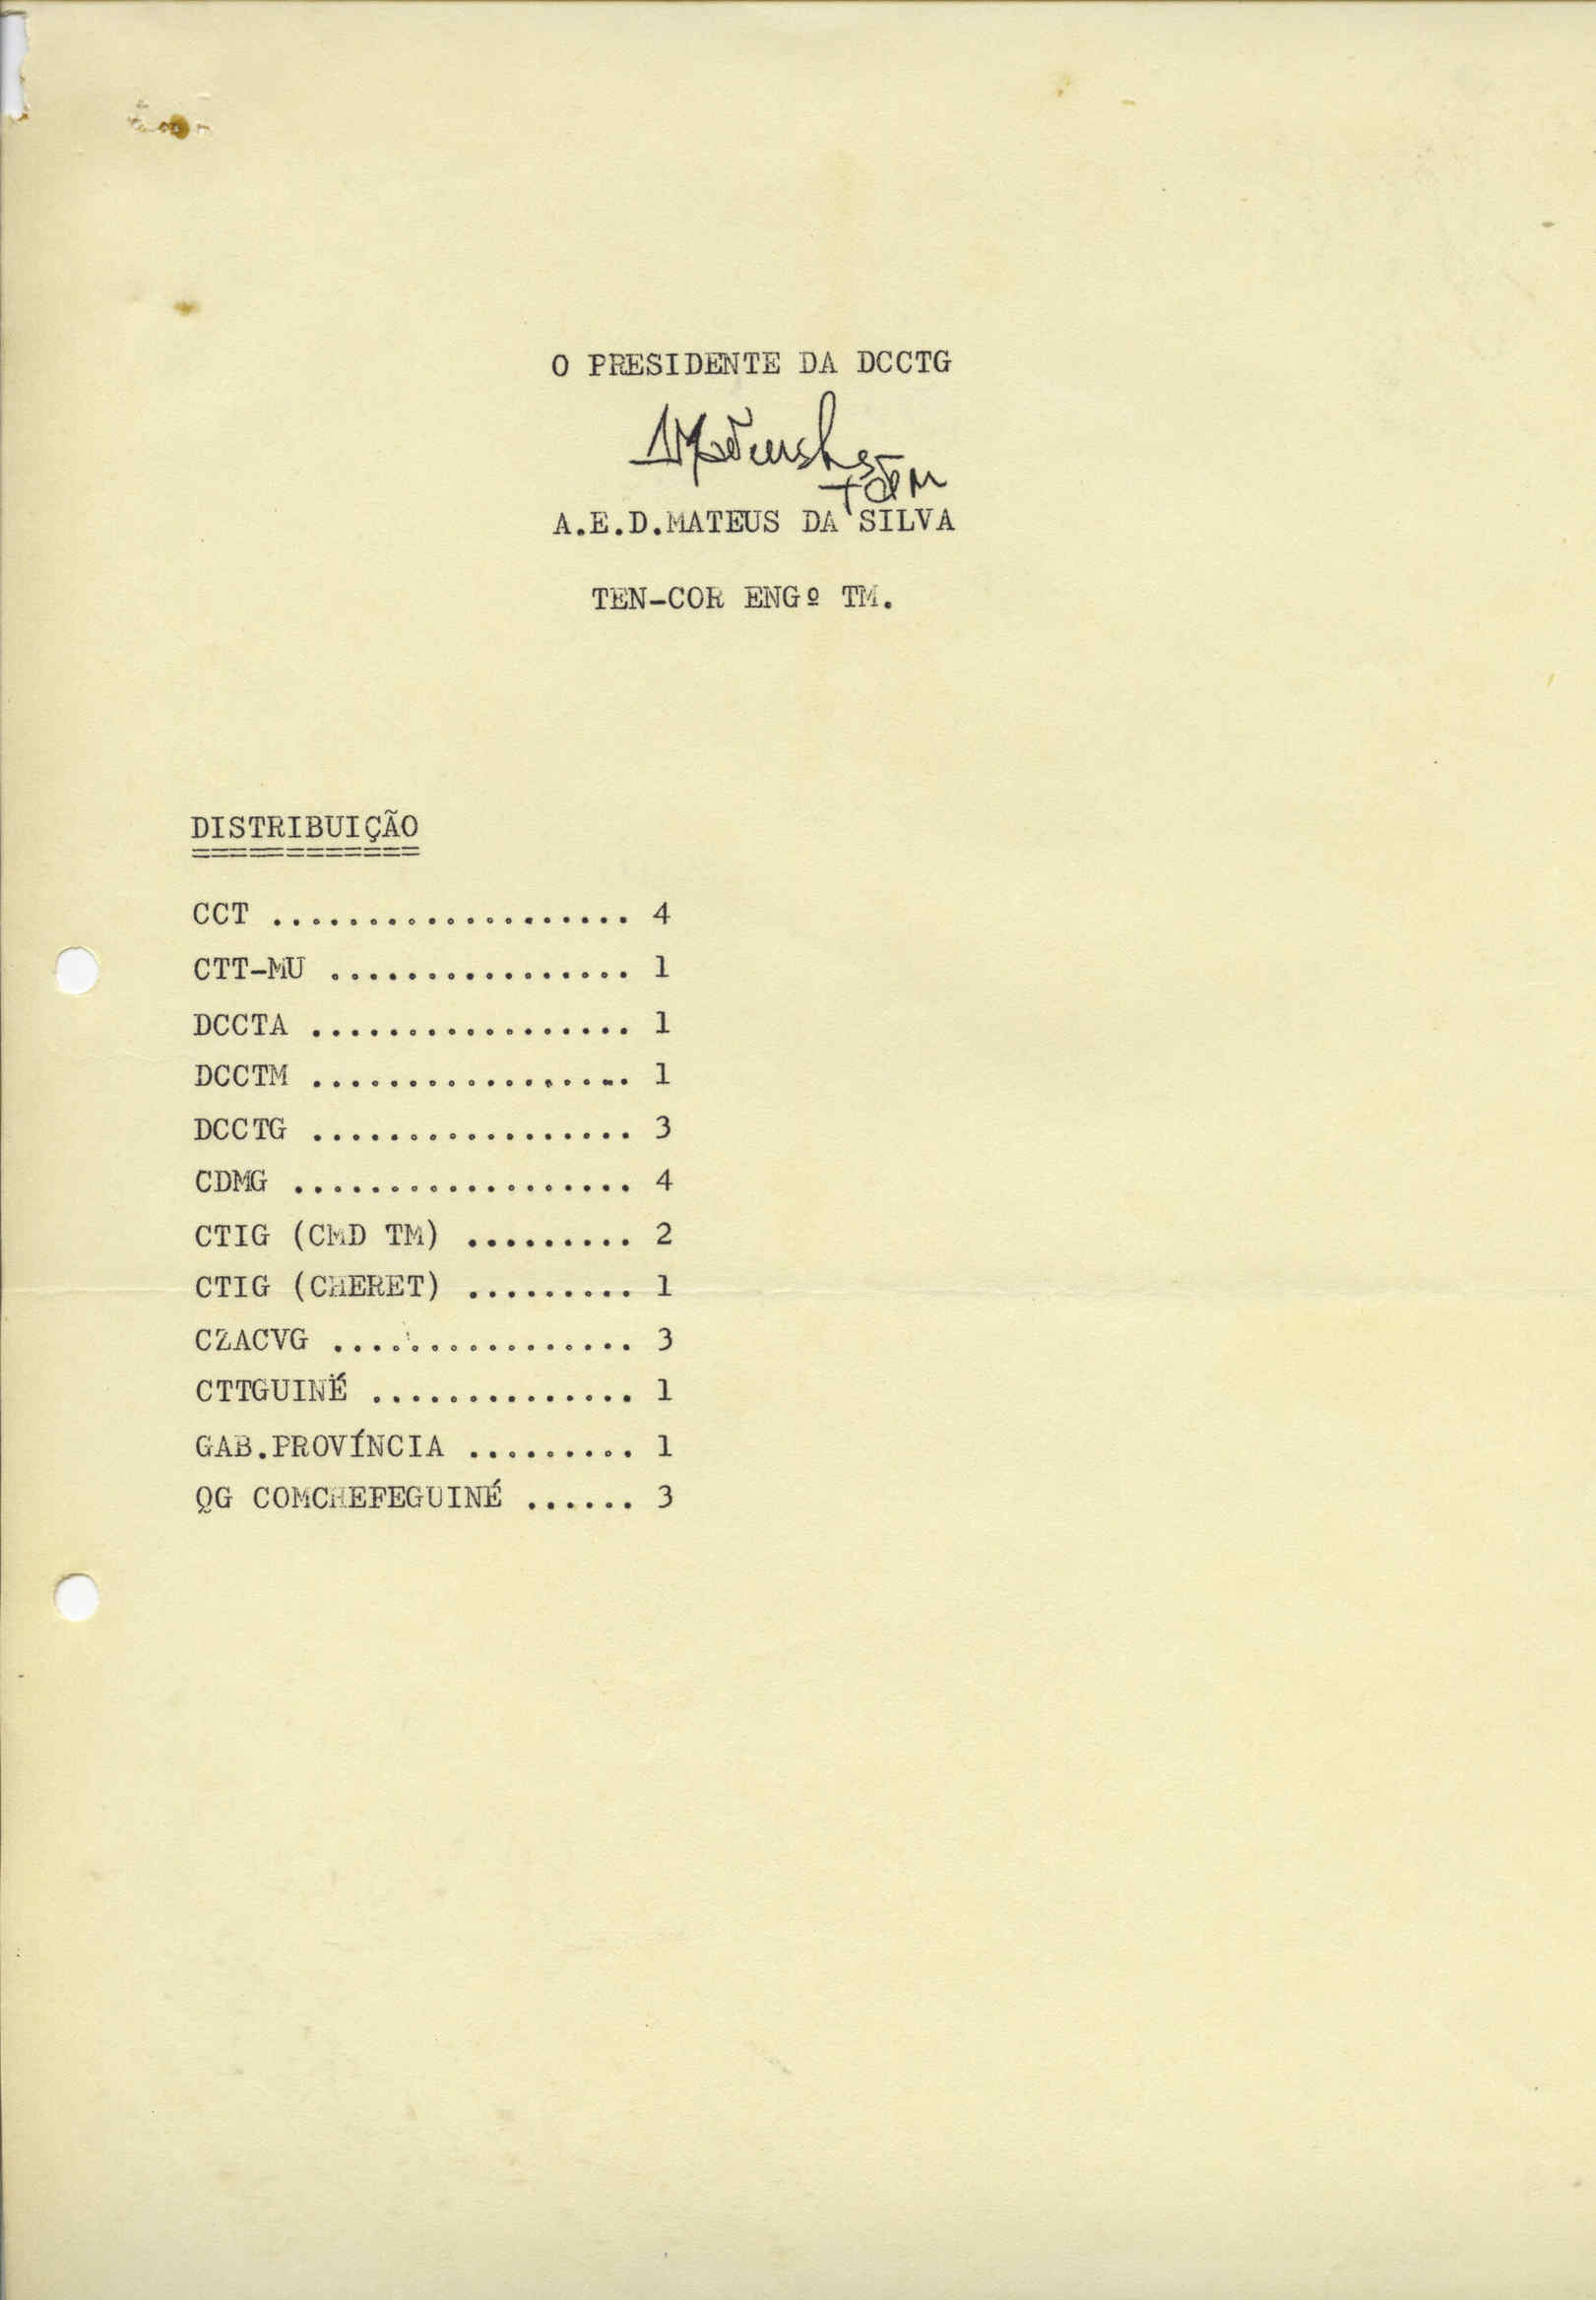 O PRESIDENTE DA DCCTG
A.E.D.MATEUS DA SILVA
TEN-COR ENGº TM.
DISTRIBUIÇÃO
============
CCT ................... 4
CTT-MU ................ 1
DCCTA ................. 1
DCCTM ................. 1
DCCTG ................. 3
CDMG .................. 4
CTIG (CMD TM) ......... 2
CTIG (CHERET) ......... 1
CZACVG ................ 3
CTTGUINÉ .............. 1
GAB.PROVÍNCIA ......... 1
QG COMCHEFEGUINÉ ...... 3